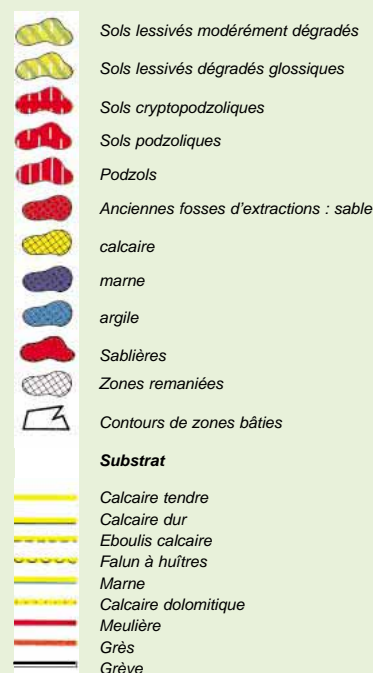 Sols lessivés modérément dégradés
Sols lessivés dégradés glossiques
Sols cryptopodzoliques
Sols podzoliques
Podzols
Anciennes fosses d'extractions : sable
calcaire
marne
argile
Sablières
Zones remaniées
Contours de zones bâties
Substrat
Calcaire tendre
Calcaire dur
Eboulis calcaire
Falun à huîtres
Marne
Calcaire dolomitique
Meulière
Grès
Grève